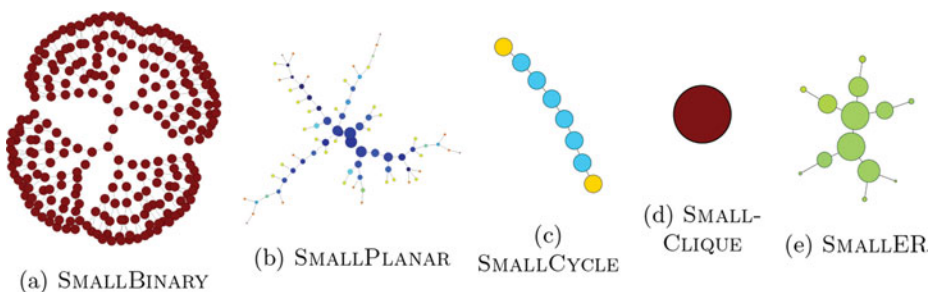 (a) SMALLBINARY
(b) SMALLPLANAR
(c)
SMALLCYCLE
(d) SMALL-
CLIQUE
(e) SMALLER.